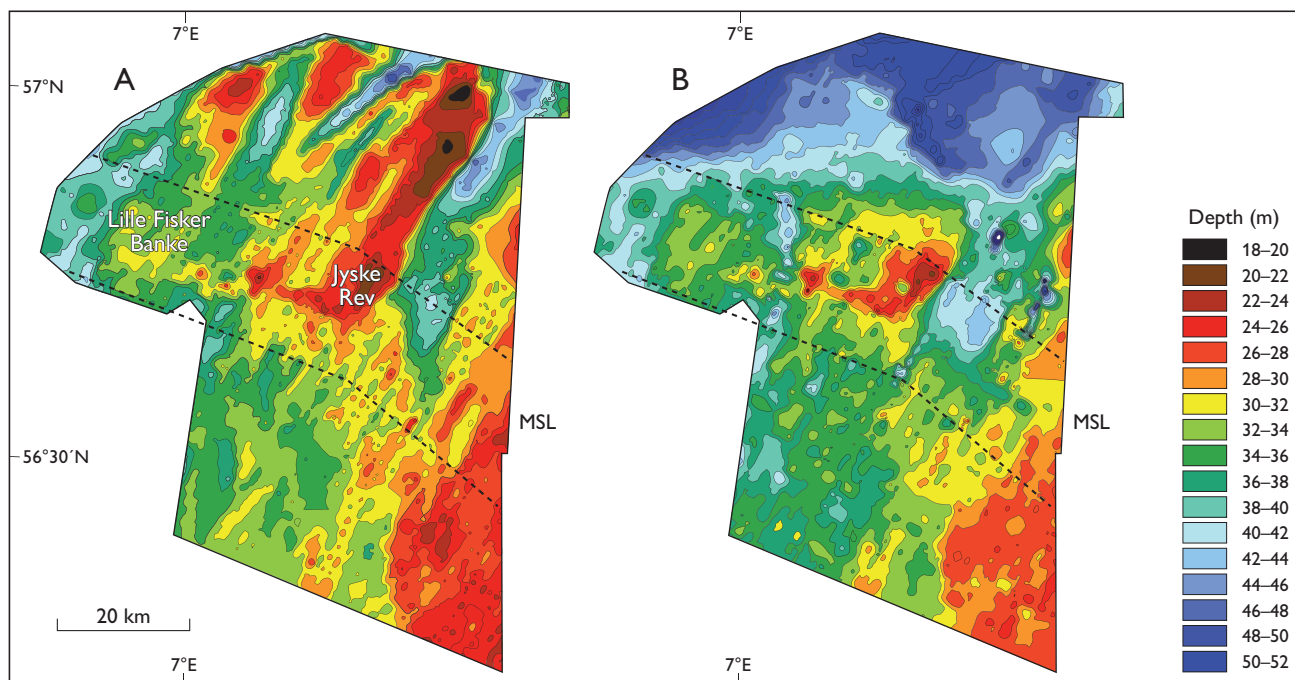 7°E
7°E
57°N
A
B
Lille Fisker
Banke
Jyske
Rev
MSL
MSL
56°30´N
20 km
7°E
7°E
Depth (m)
18–20
20–22
22–24
24–26
26–28
28–30
30–32
32–34
34–36
36–38
38–40
40–42
42–44
44–46
46–48
48–50
50–52